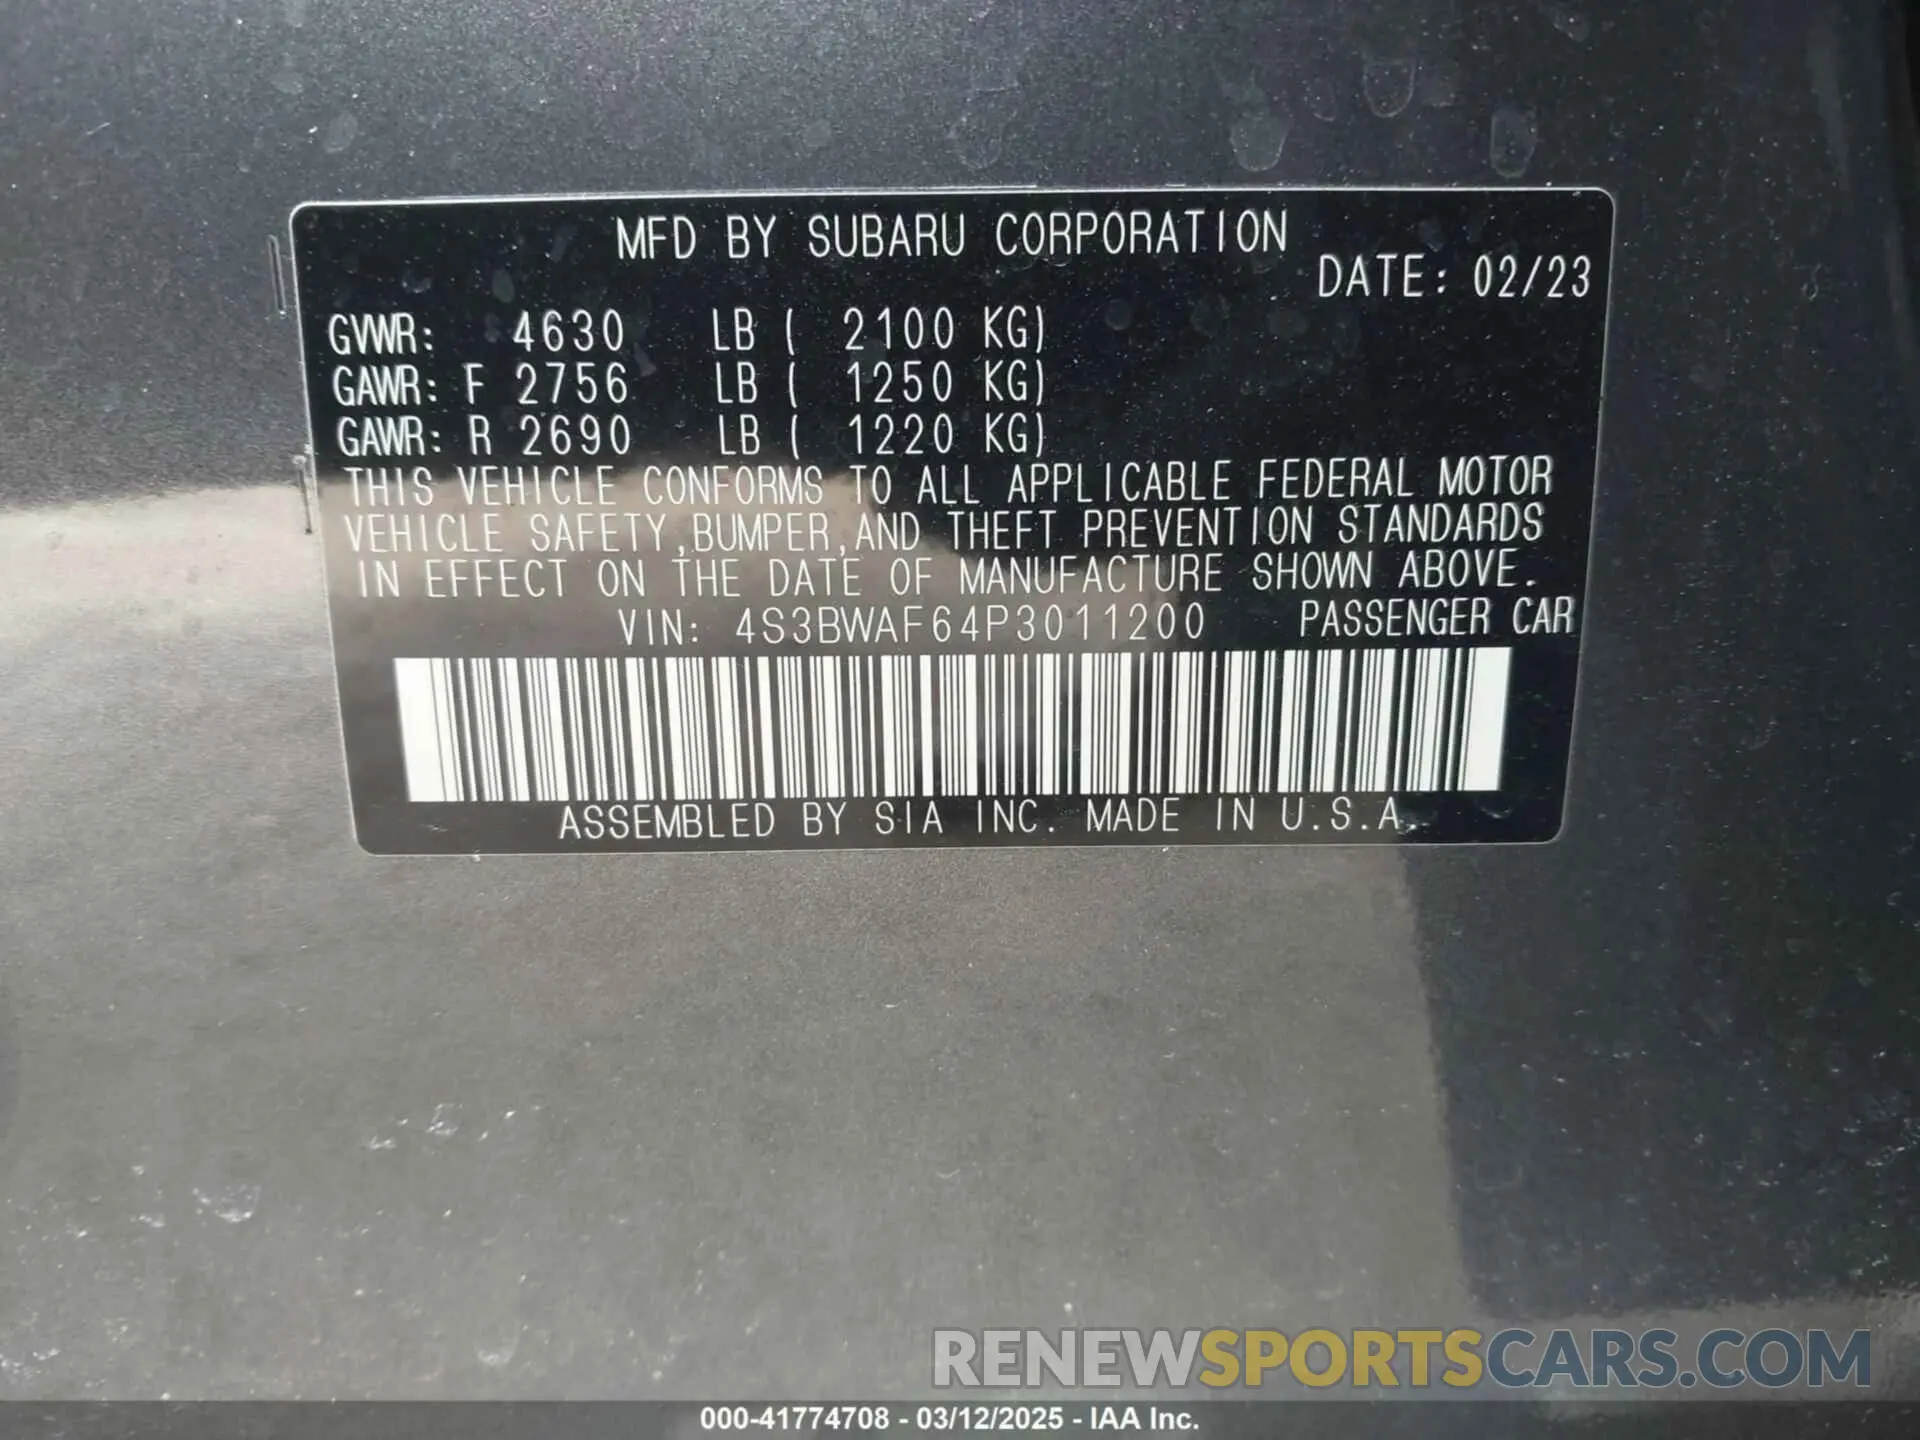 MFD BY SUBARU CORPORATION
DATE: 02/23
GVWR: 4630 LB ( 2100 KG)
GAWR: F 2756 LB ( 1250 KG)
GAWR: R 2690 LB ( 1220 KG)
THIS VEHICLE CONFORMS TO ALL APPLICABLE FEDERAL MOTOR
VEHICLE SAFETY,BUMPER,AND THEFT PREVENTION STANDARDS
IN EFFECT ON THE DATE OF MANUFACTURE SHOWN ABOVE.
VIN: 4S3BWAF64P3011200 PASSENGER CAR
ASSEMBLED BY SIA INC. MADE IN U.S.A.
RENEWSPORTSCARS.COM
000-41774708 - 03/12/2025 - IAA Inc.